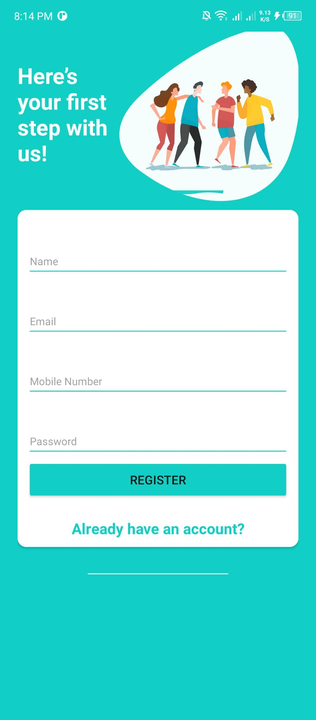 8:14 PM
9.13
K/S
93
Here's
your first
step with
us!
Name
Email
Mobile Number
Password
REGISTER
Already have an account?